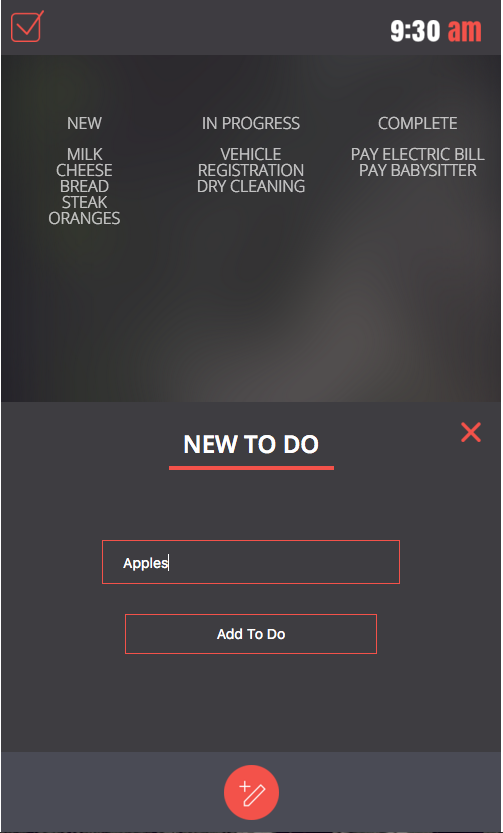 9:30 am
NEW
MILK
CHEESE
BREAD
STEAK
ORANGES
IN PROGRESS
VEHICLE
REGISTRATION
DRY CLEANING
COMPLETE
PAY ELECTRIC BILL
PAY BABYSITTER
NEW TO DO
Apples
Add To Do